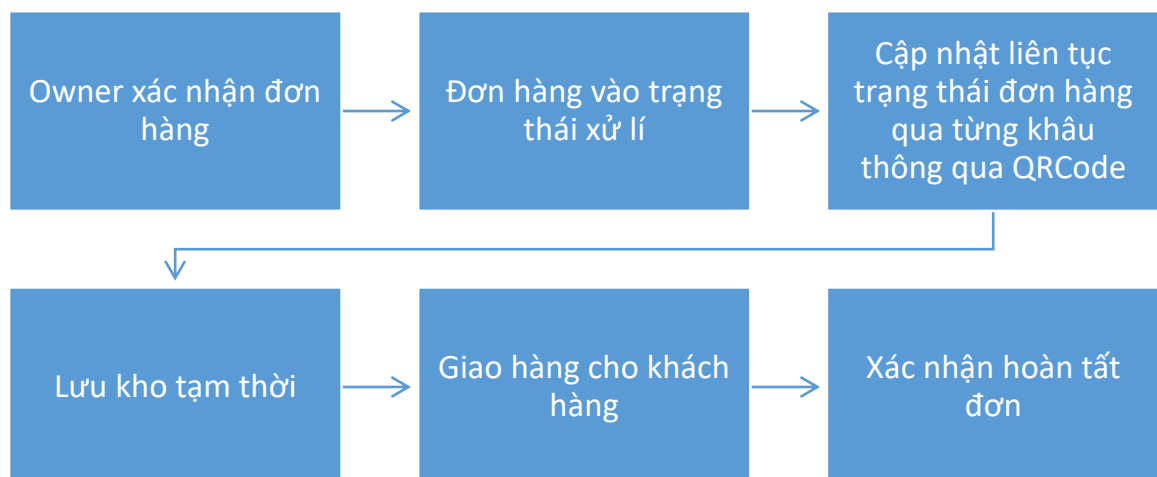 Owner xác nhận đơn
hàng
Đơn hàng vào trạng
thái xử lí
Cập nhật liên tục
trạng thái đơn hàng
qua từng khâu
thông qua QRCode
Lưu kho tạm thời
Giao hàng cho khách
hàng
Xác nhận hoàn tất
đơn